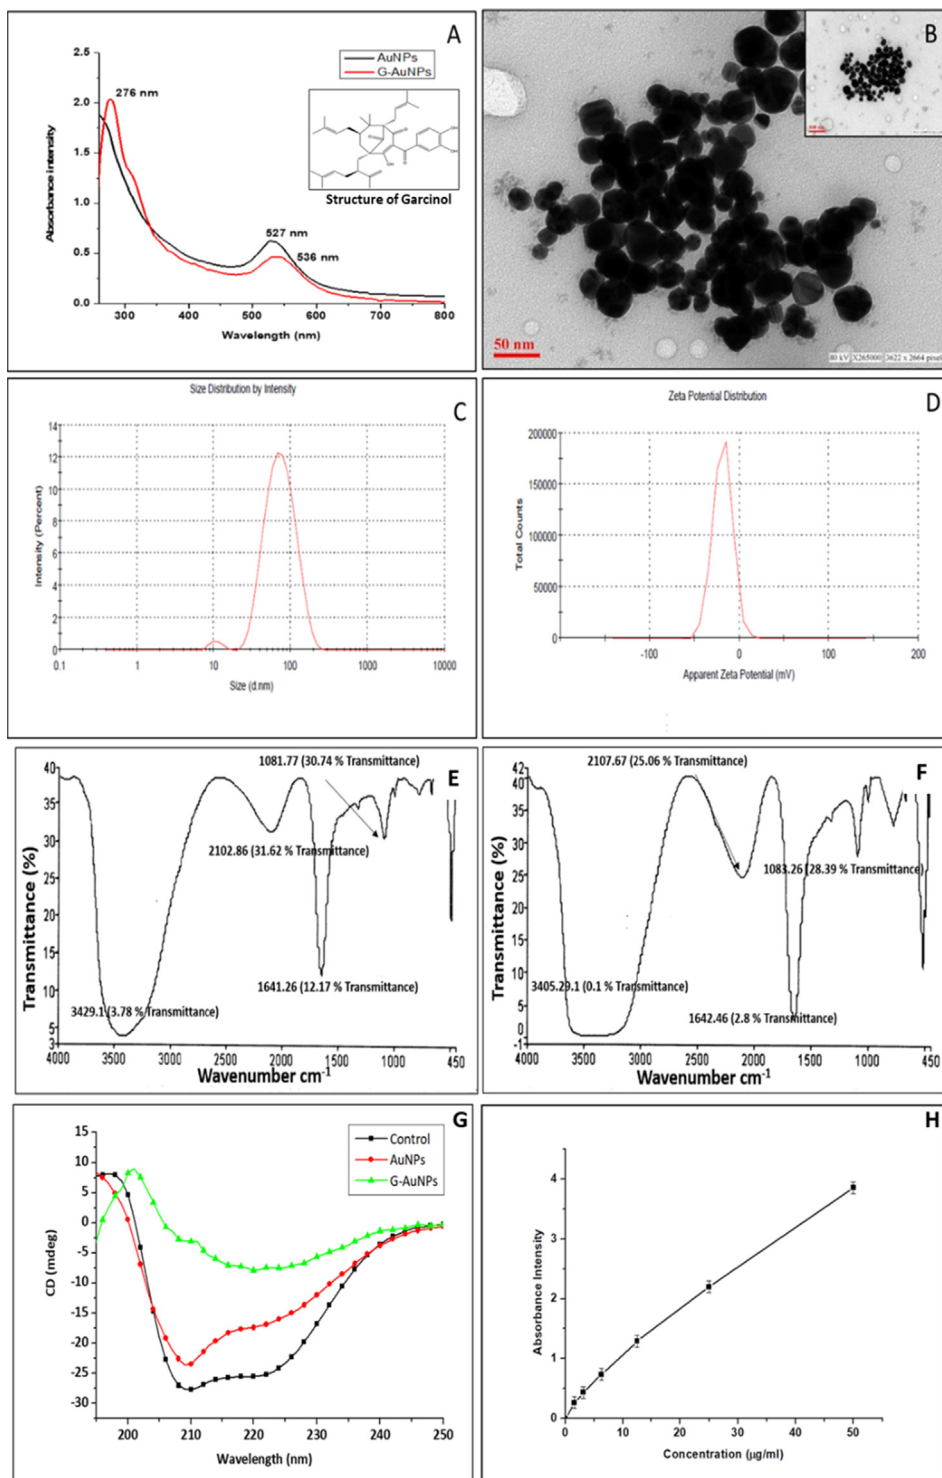 A
AuNPs
G-AuNPs
2.5
2.0
1.5
1.0
0.5
0.0
276 nm
527 nm
536 nm
Structure of Garcinol
Absorbance intensity
300 400 500 600 700 800
Wavelength (nm)
B
50 nm
80 kV X265000 3622 x 2664 pixel
C
Size Distribution by Intensity
Intensity (Percent)
14
12
10
8
6
4
2
0
0.1 1 10 100 1000 10000
Size (d.nm)
D
Zeta Potential Distribution
Total Counts
200000
150000
100000
50000
0
-100 0 100 200
Apparent Zeta Potential (mV)
E
1081.77 (30.74 % Transmittance)
2102.86 (31.62 % Transmittance)
1641.26 (12.17 % Transmittance)
3429.1 (3.78 % Transmittance)
Transmittance (%)
40
35
30
25
20
15
10
5
3
4000 3500 3000 2500 2000 1500 1000 450
Wavenumber cm-1
F
2107.67 (25.06 % Transmittance)
1083.26 (28.39 % Transmittance)
3405.29.1 (0.1 % Transmittance)
1642.46 (2.8 % Transmittance)
Transmittance (%)
42
40
35
30
25
20
15
10
5
0
-1
4000 3500 3000 2500 2000 1500 1000 450
Wavenumber cm-1
G
Control
AuNPs
G-AuNPs
CD (mdeg)
15
10
5
0
-5
-10
-15
-20
-25
-30
200 210 220 230 240 250
Wavelength (nm)
H
Absorbance Intensity
4
3
2
1
0
0 10 20 30 40 50
Concentration (µg/ml)